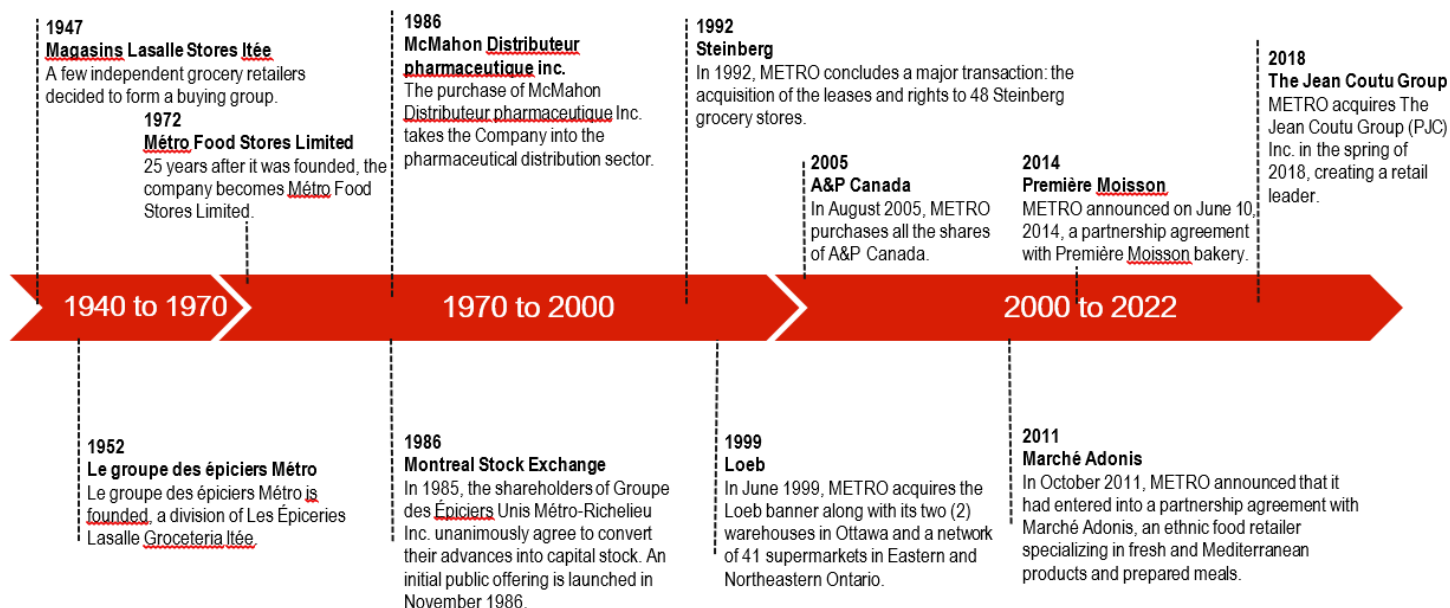 1947
Magasins Lasalle Stores ltée
A few independent grocery retailers
decided to form a buying group.
1972
Métro Food Stores Limited
25 years after it was founded, the
company becomes Métro Food
Stores Limited.
1986
McMahon Distributeur
pharmaceutique inc.
The purchase of McMahon
Distributeur pharmaceutique Inc.
takes the Company into the
pharmaceutical distribution sector.
1992
Steinberg
In 1992, METRO concludes a major transaction: the
acquisition of the leases and rights to 48 Steinberg
grocery stores.
2005
A&P Canada
In August 2005, METRO
purchases all the shares
of A&P Canada.
2014
Première Moisson
METRO announced on June 10,
2014, a partnership agreement
with Première Moisson bakery.
2018
The Jean Coutu Group
METRO acquires The
Jean Coutu Group (PJC)
Inc. in the spring of
2018, creating a retail
leader.
1940 to 1970
1970 to 2000
2000 to 2022
1952
Le groupe des épiciers Métro
Le groupe des épiciers Métro is
founded, a division of Les Épiceries
Lasalle Groceteria ltée.
1986
Montreal Stock Exchange
In 1985, the shareholders of Groupe
des Épiciers Unis Métro-Richelieu
Inc. unanimously agree to convert
their advances into capital stock. An
initial public offering is launched in
November 1986.
1999
Loeb
In June 1999, METRO acquires the
Loeb banner along with its two (2)
warehouses in Ottawa and a network
of 41 supermarkets in Eastern and
Northeastern Ontario.
2011
Marché Adonis
In October 2011, METRO announced that it
had entered into a partnership agreement with
Marché Adonis, an ethnic food retailer
specializing in fresh and Mediterranean
products and prepared meals.